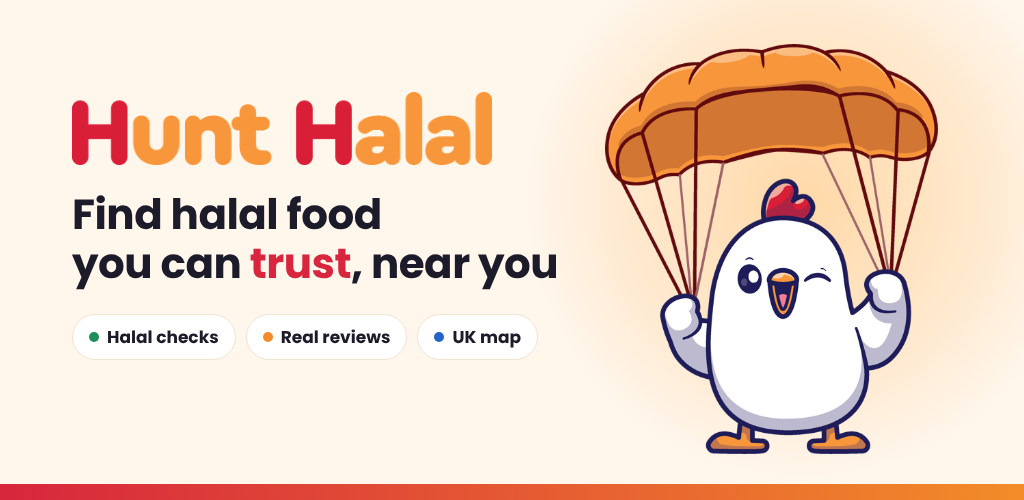 Hunt Halal
Find halal food
you can trust, near you
Halal checks
Real reviews
UK map